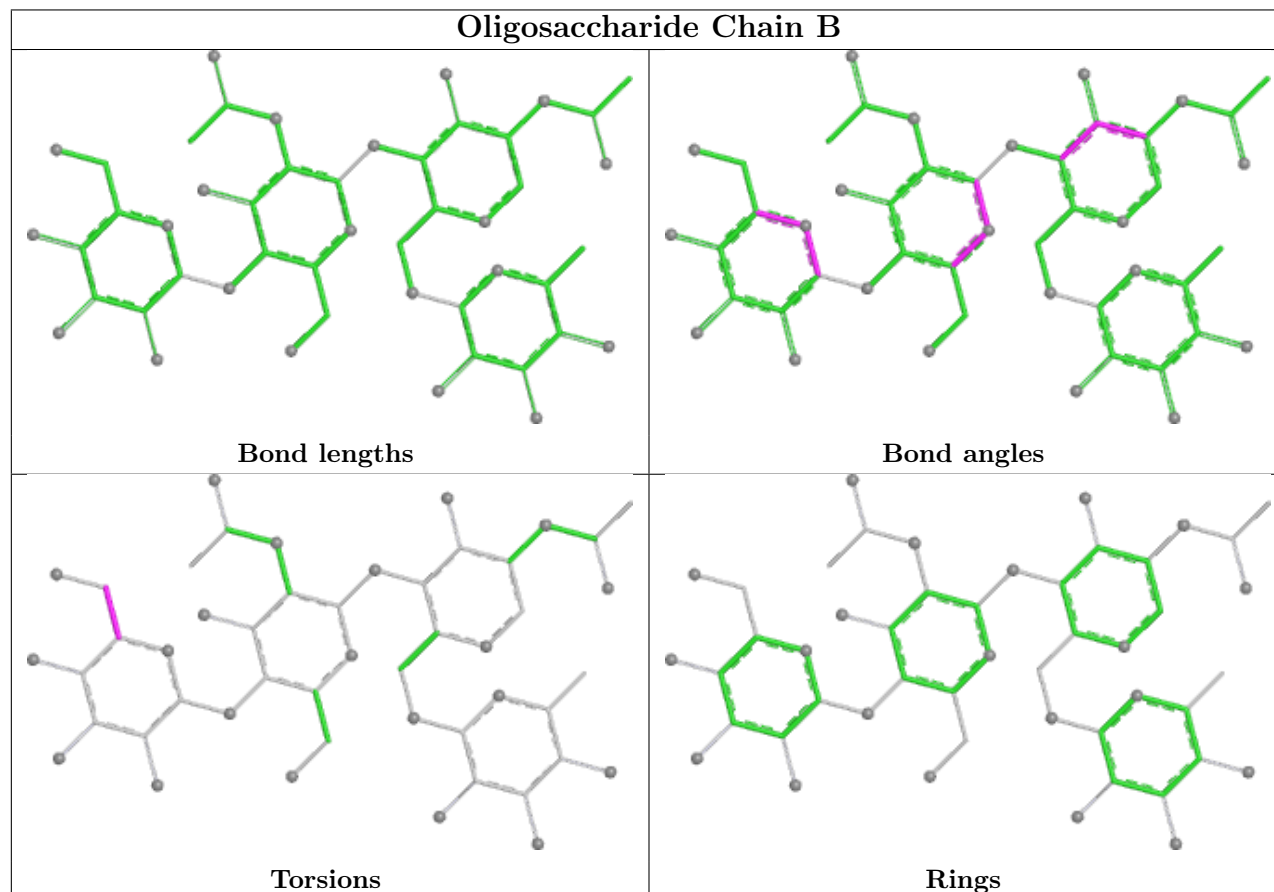 Oligosaccharide Chain B
Bond lengths
Bond angles
Torsions
Rings